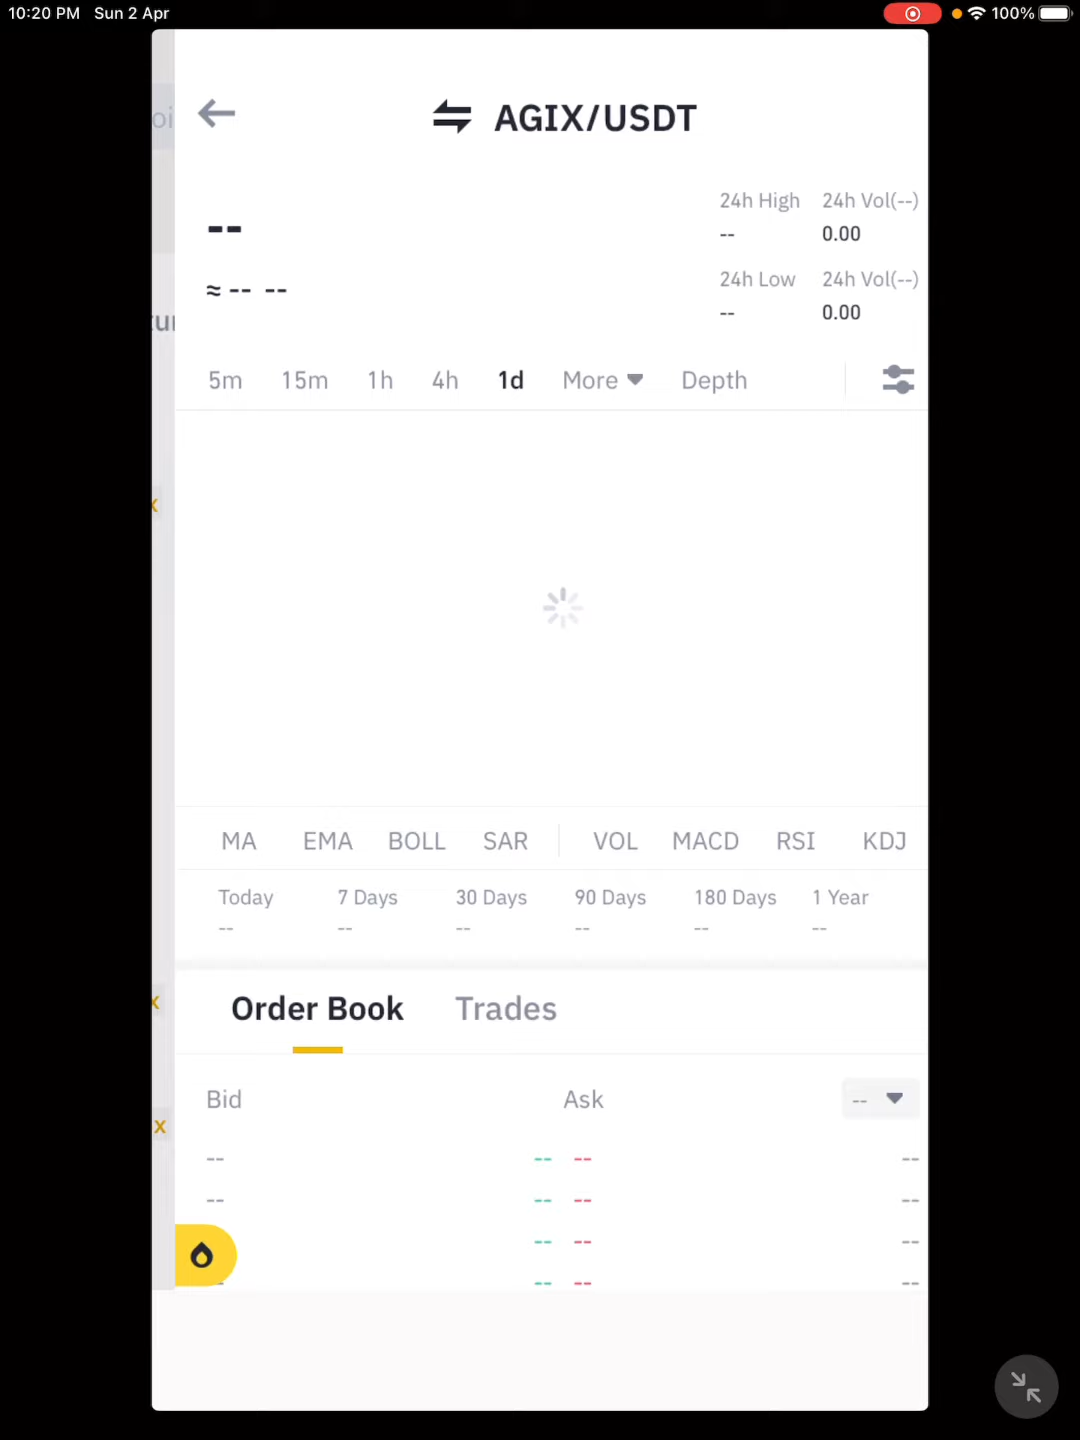 10:20 PM Sun 2 Apr 100%
AGIX/USDT
24h High 24h Vol(--)
-- -- 0.00
≈ -- -- 24h Low 24h Vol(--)
-- 0.00
5m 15m 1h 4h 1d More Depth
MA EMA BOLL SAR VOL MACD RSI KDJ
Today 7 Days 30 Days 90 Days 180 Days 1 Year
-- -- -- -- -- --
Order Book Trades
Bid Ask --
-- -- -- --
-- -- -- --
-- -- --
-- -- --